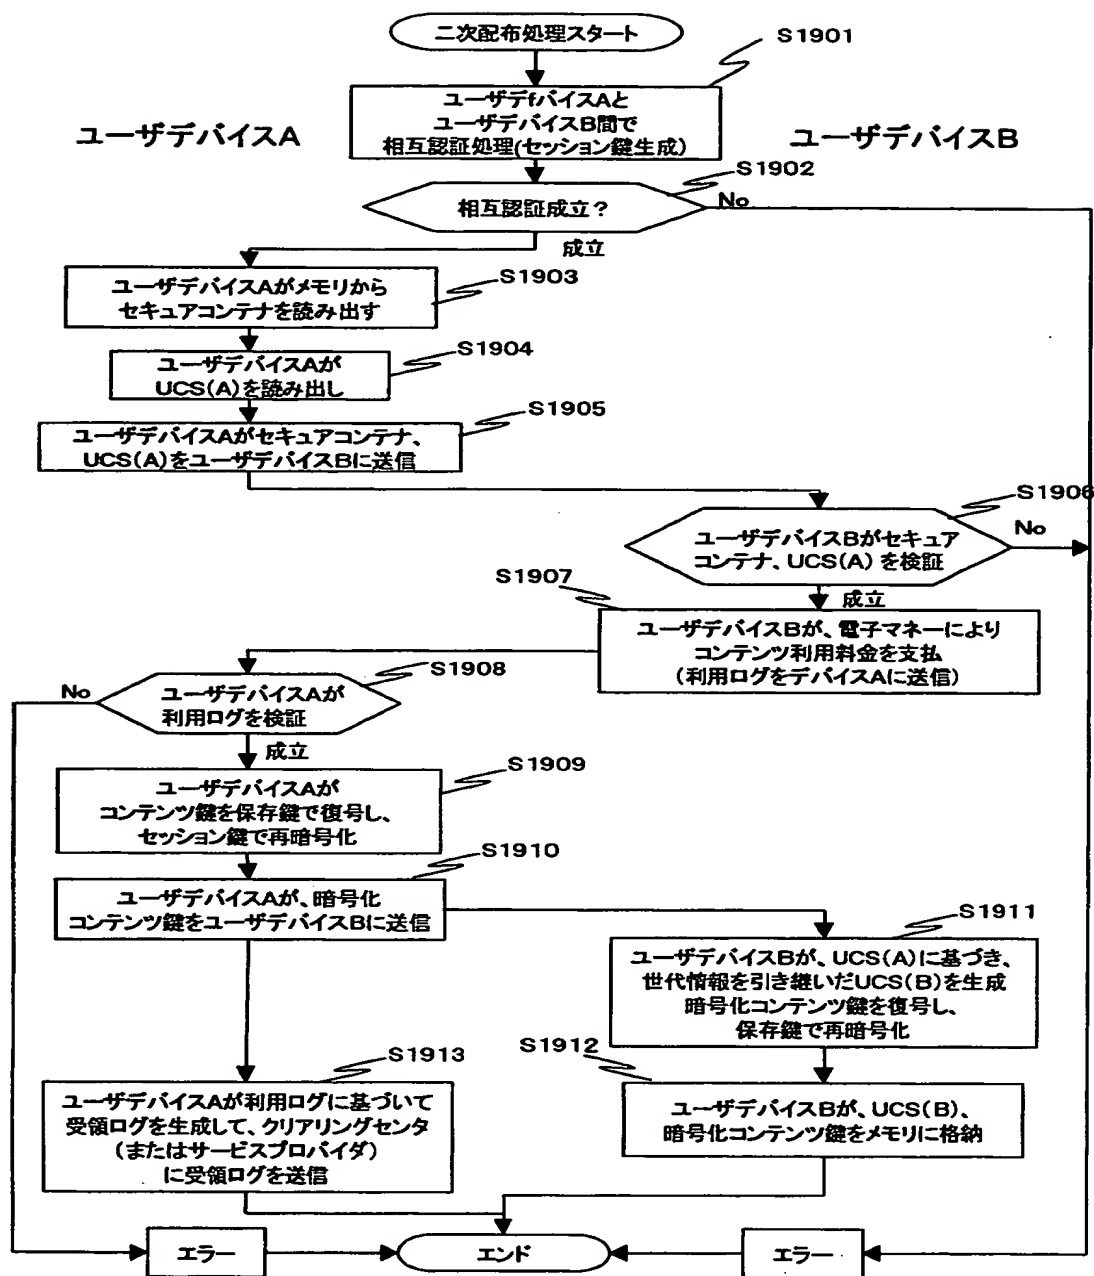 二次配布処理スタート
S1901
ユーザデfバイスAと
ユーザデバイスB間で
相互認証処理(セッション鍵生成)
ユーザデバイスA
ユーザデバイスB
S1902
相互認証成立?
No
成立
S1903
ユーザデバイスAがメモリから
セキュアコンテナを読み出す
S1904
ユーザデバイスAが
UCS(A)を読み出し
S1905
ユーザデバイスAがセキュアコンテナ、
UCS(A)をユーザデバイスBに送信
S1906
ユーザデバイスBがセキュア
コンテナ、UCS(A)を検証
No
成立
S1907
ユーザデバイスBが、電子マネーにより
コンテンツ利用料金を支払
(利用ログをデバイスAに送信)
S1908
ユーザデバイスAが
利用ログを検証
No
成立
S1909
ユーザデバイスAが
コンテンツ鍵を保存鍵で復号し、
セッション鍵で再暗号化
S1910
ユーザデバイスAが、暗号化
コンテンツ鍵をユーザデバイスBに送信
S1911
ユーザデバイスBが、UCS(A)に基づき、
世代情報を引き継いだUCS(B)を生成
暗号化コンテンツ鍵を復号し、
保存鍵で再暗号化
S1912
ユーザデバイスBが、UCS(B)、
暗号化コンテンツ鍵をメモリに格納
S1913
ユーザデバイスAが利用ログに基づいて
受領ログを生成して、クリアリングセンタ
(またはサービスプロバイダ)
に受領ログを送信
エラー
エンド
エラー